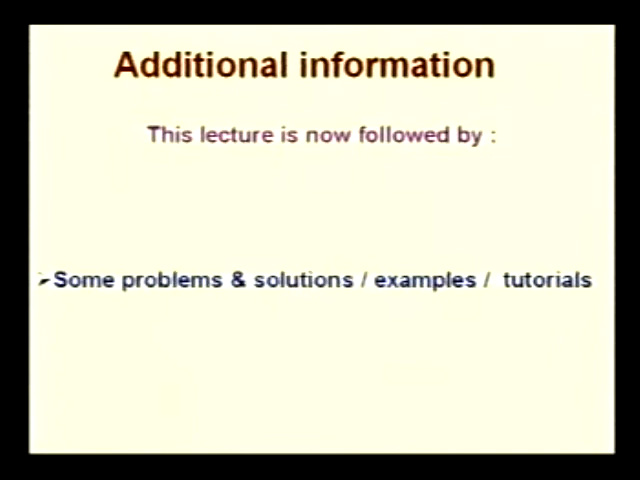 Additional information
This lecture is now followed by :
➢Some problems & solutions / examples / tutorials